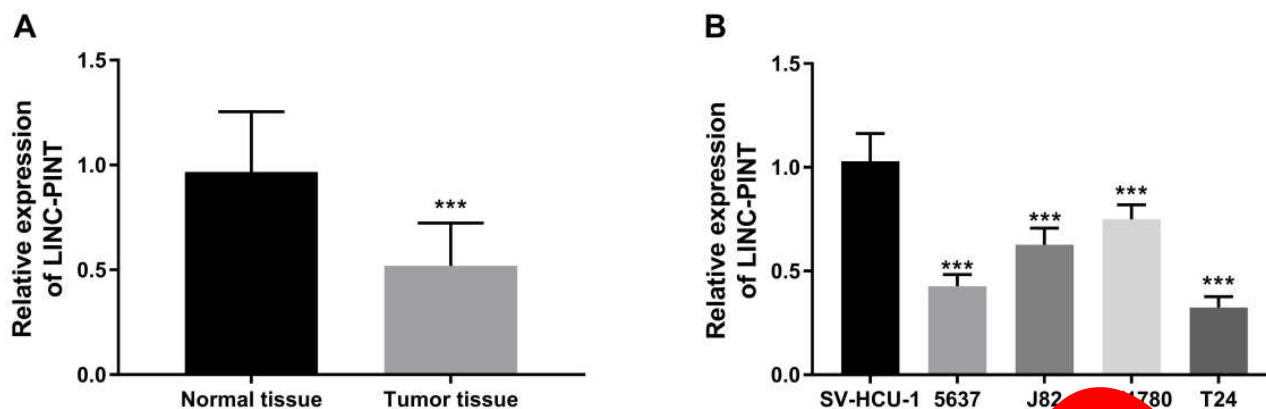 A
Relative expression
of LINC-PINT
1.5
1.0
0.5
0.0
***
Normal tissue Tumor tissue
B
Relative expression
of LINC-PINT
1.5
1.0
0.5
0.0
***
***
***
***
SV-HCU-1 5637 J82 T24